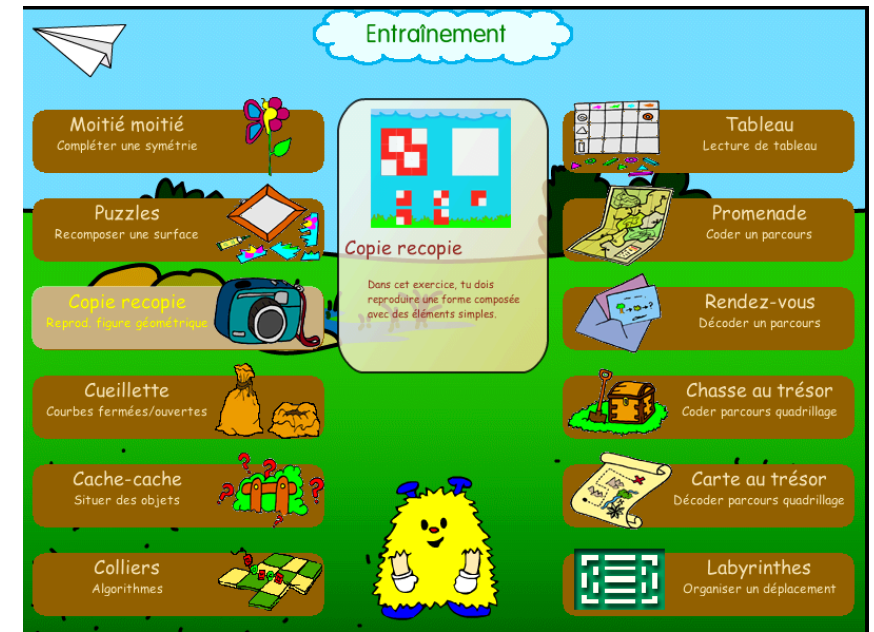 Entraînement
Moitié moitié
Compléter une symétrie
Puzzles
Recomposer une surface
Copie recopie
Reprod. figure géométrique
Cueillette
Courbes fermées/ouvertes
Cache-cache
Situer des objets
Colliers
Algorithmes
Copie recopie
Dans cet exercice, tu dois
reproduire une forme composée
avec des éléments simples.
Tableau
Lecture de tableau
Promenade
Coder un parcours
Rendez-vous
Décoder un parcours
Chasse au trésor
Coder parcours quadrillage
Carte au trésor
Décoder parcours quadrillage
Labyrinthes
Organiser un déplacement